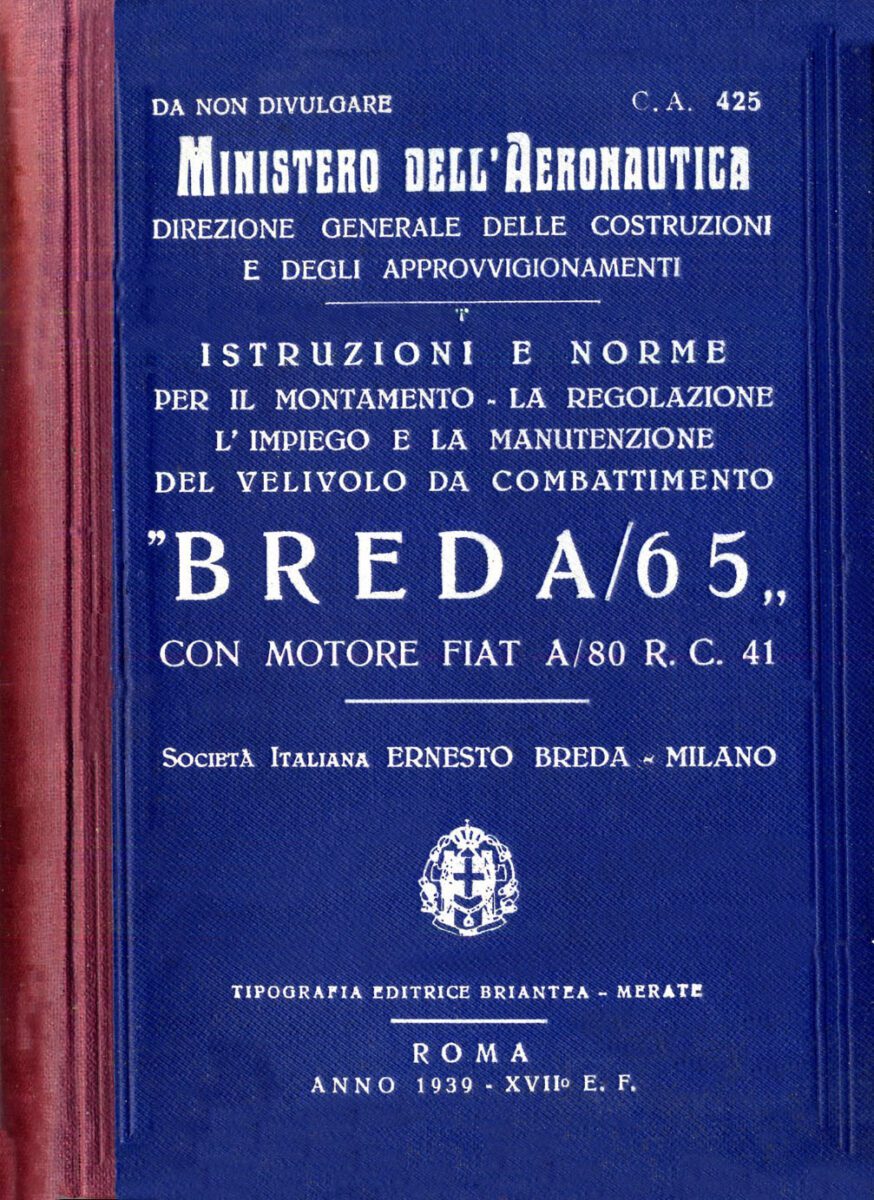 DA NON DIVULGARE C. A. 425
MINISTERO DELL'AERONAUTICA
DIREZIONE GENERALE DELLE COSTRUZIONI
E DEGLI APPROVVIGIONAMENTI
ISTRUZIONI E NORME
PER IL MONTAMENTO - LA REGOLAZIONE
L'IMPIEGO E LA MANUTENZIONE
DEL VELIVOLO DA COMBATTIMENTO
"BREDA/65„
CON MOTORE FIAT A/80 R. C. 41
SOCIETÀ ITALIANA ERNESTO BREDA - MILANO
TIPOGRAFIA EDITRICE BRIANTEA - MERATE
ROMA
ANNO 1939 - XVIIº E. F.